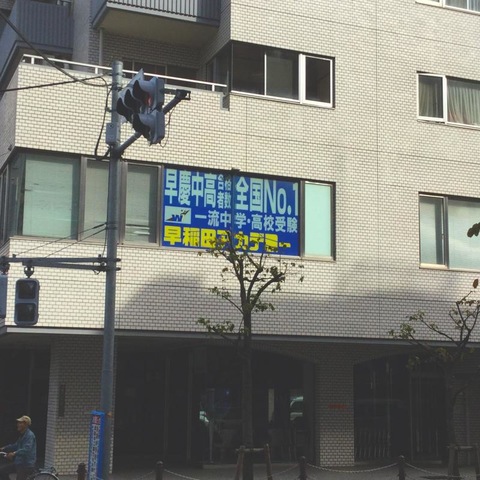 早慶中高合格者数全国No.1
一流中学・高校受験
早稲田アカデミー